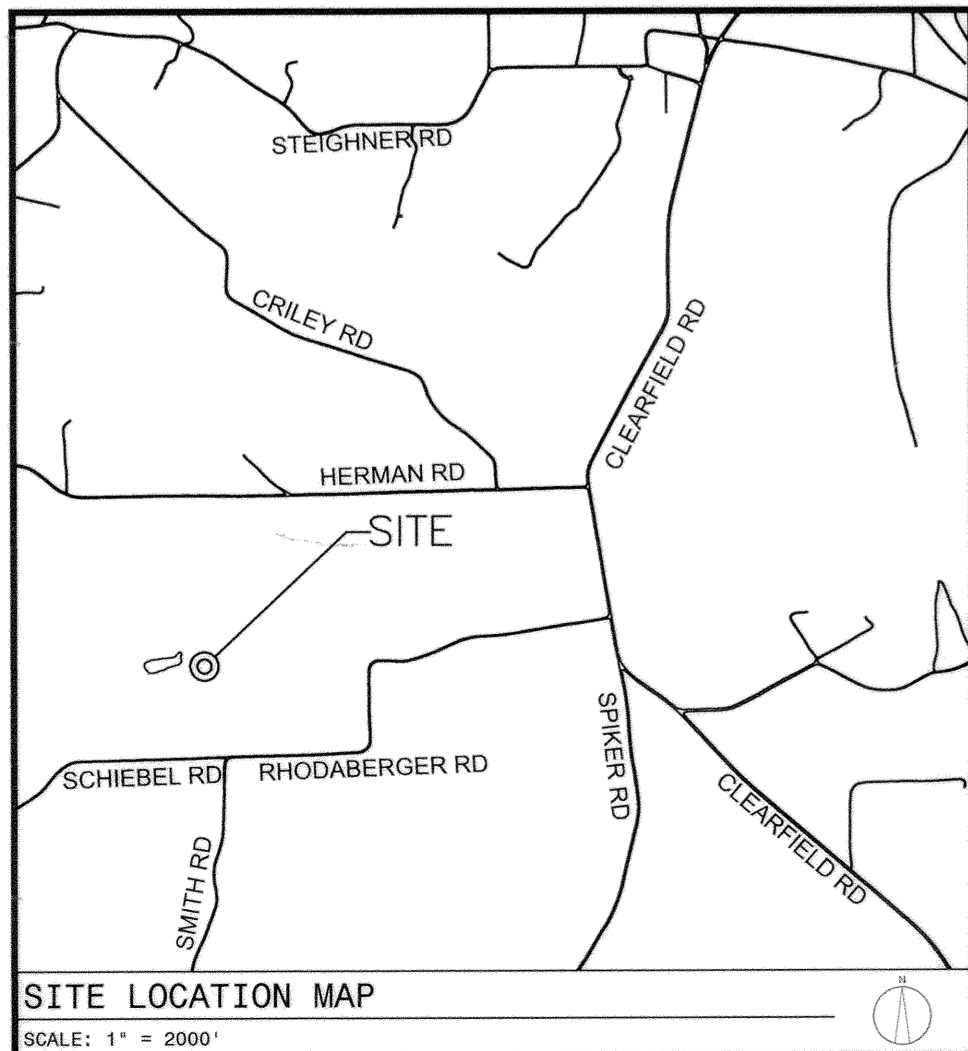 STEIGHNER RD
CRILEY RD
CLEARFIELD RD
HERMAN RD
SITE
SPIKER RD
SCHIEBEL RD
RHODABERGER RD
CLEARFIELD RD
SMITH RD
SITE LOCATION MAP
N
SCALE: 1" = 2000'